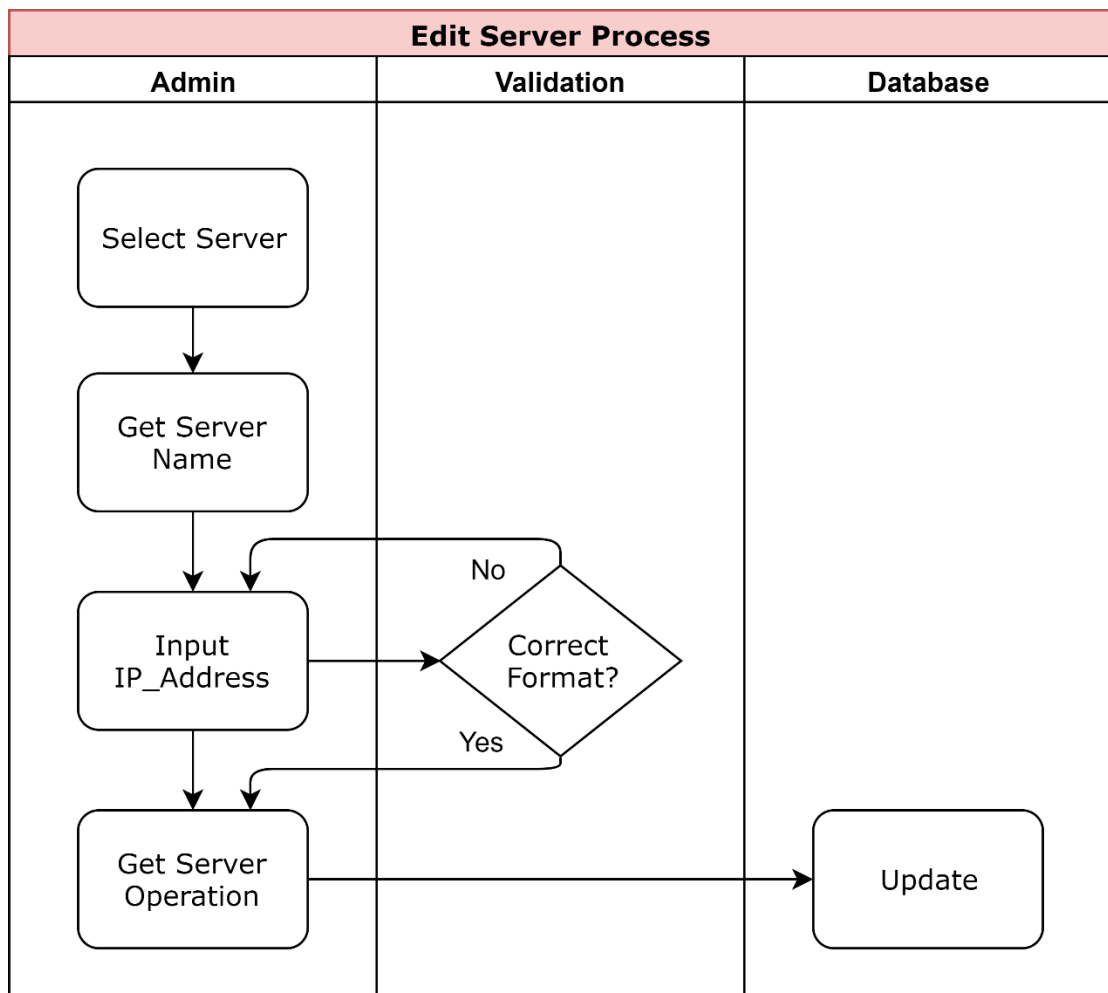 Edit Server Process
Admin
Validation
Database
Select Server
Get Server
Name
No
Input
IP_Address
Correct
Format?
Yes
Get Server
Operation
Update